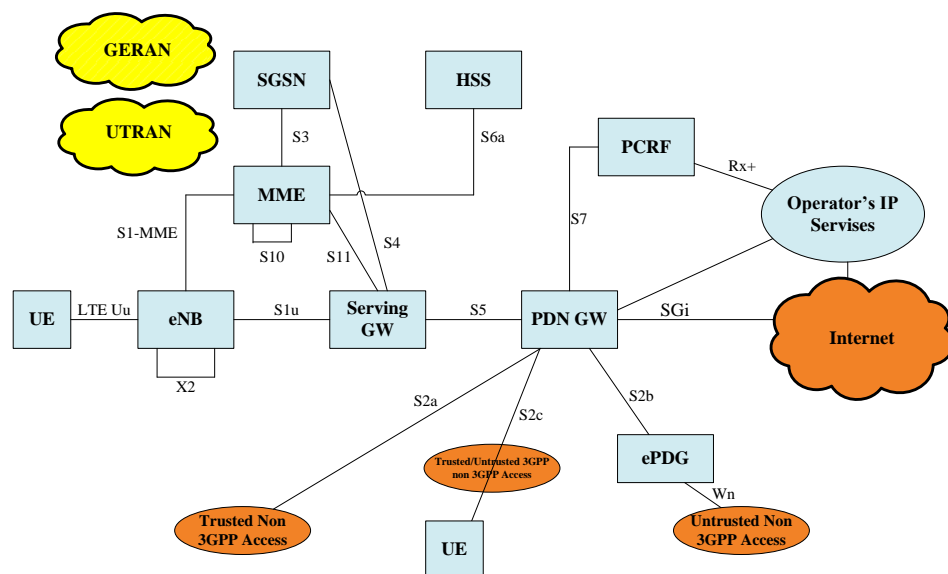 GERAN
SGSN
HSS
UTRAN
S3
S6a
PCRF
Rx+
MME
Operator's IP
Servises
S7
S1-MME
S10
S11
S4
UE
LTE Uu
eNB
S1u
Serving
GW
S5
PDN GW
SGi
Internet
X2
S2a
S2c
S2b
Trusted/Untrusted 3GPP
non 3GPP Access
ePDG
Wn
Trusted Non
3GPP Access
UE
Untrusted Non
3GPP Access